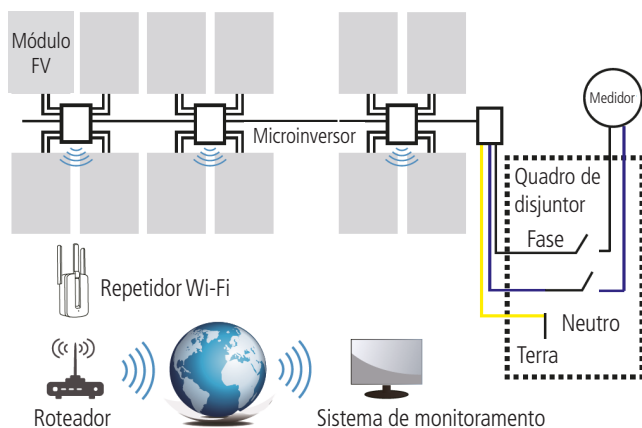 Módulo
FV
Microinversor
Medidor
Quadro de
disjuntor
Fase
Neutro
Terra
Repetidor Wi-Fi
Roteador
Sistema de monitoramento